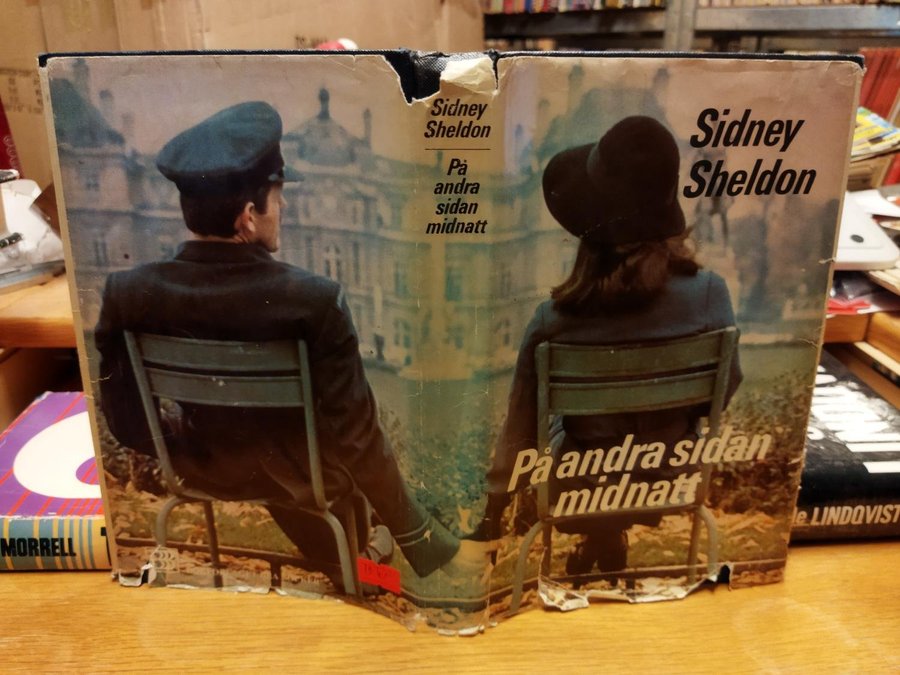 Sidney
Sheldon
På
andra
sidan
midnatt
Sidney
Sheldon
På andra sidan
midnatt
MORRELL
LINDQVIST